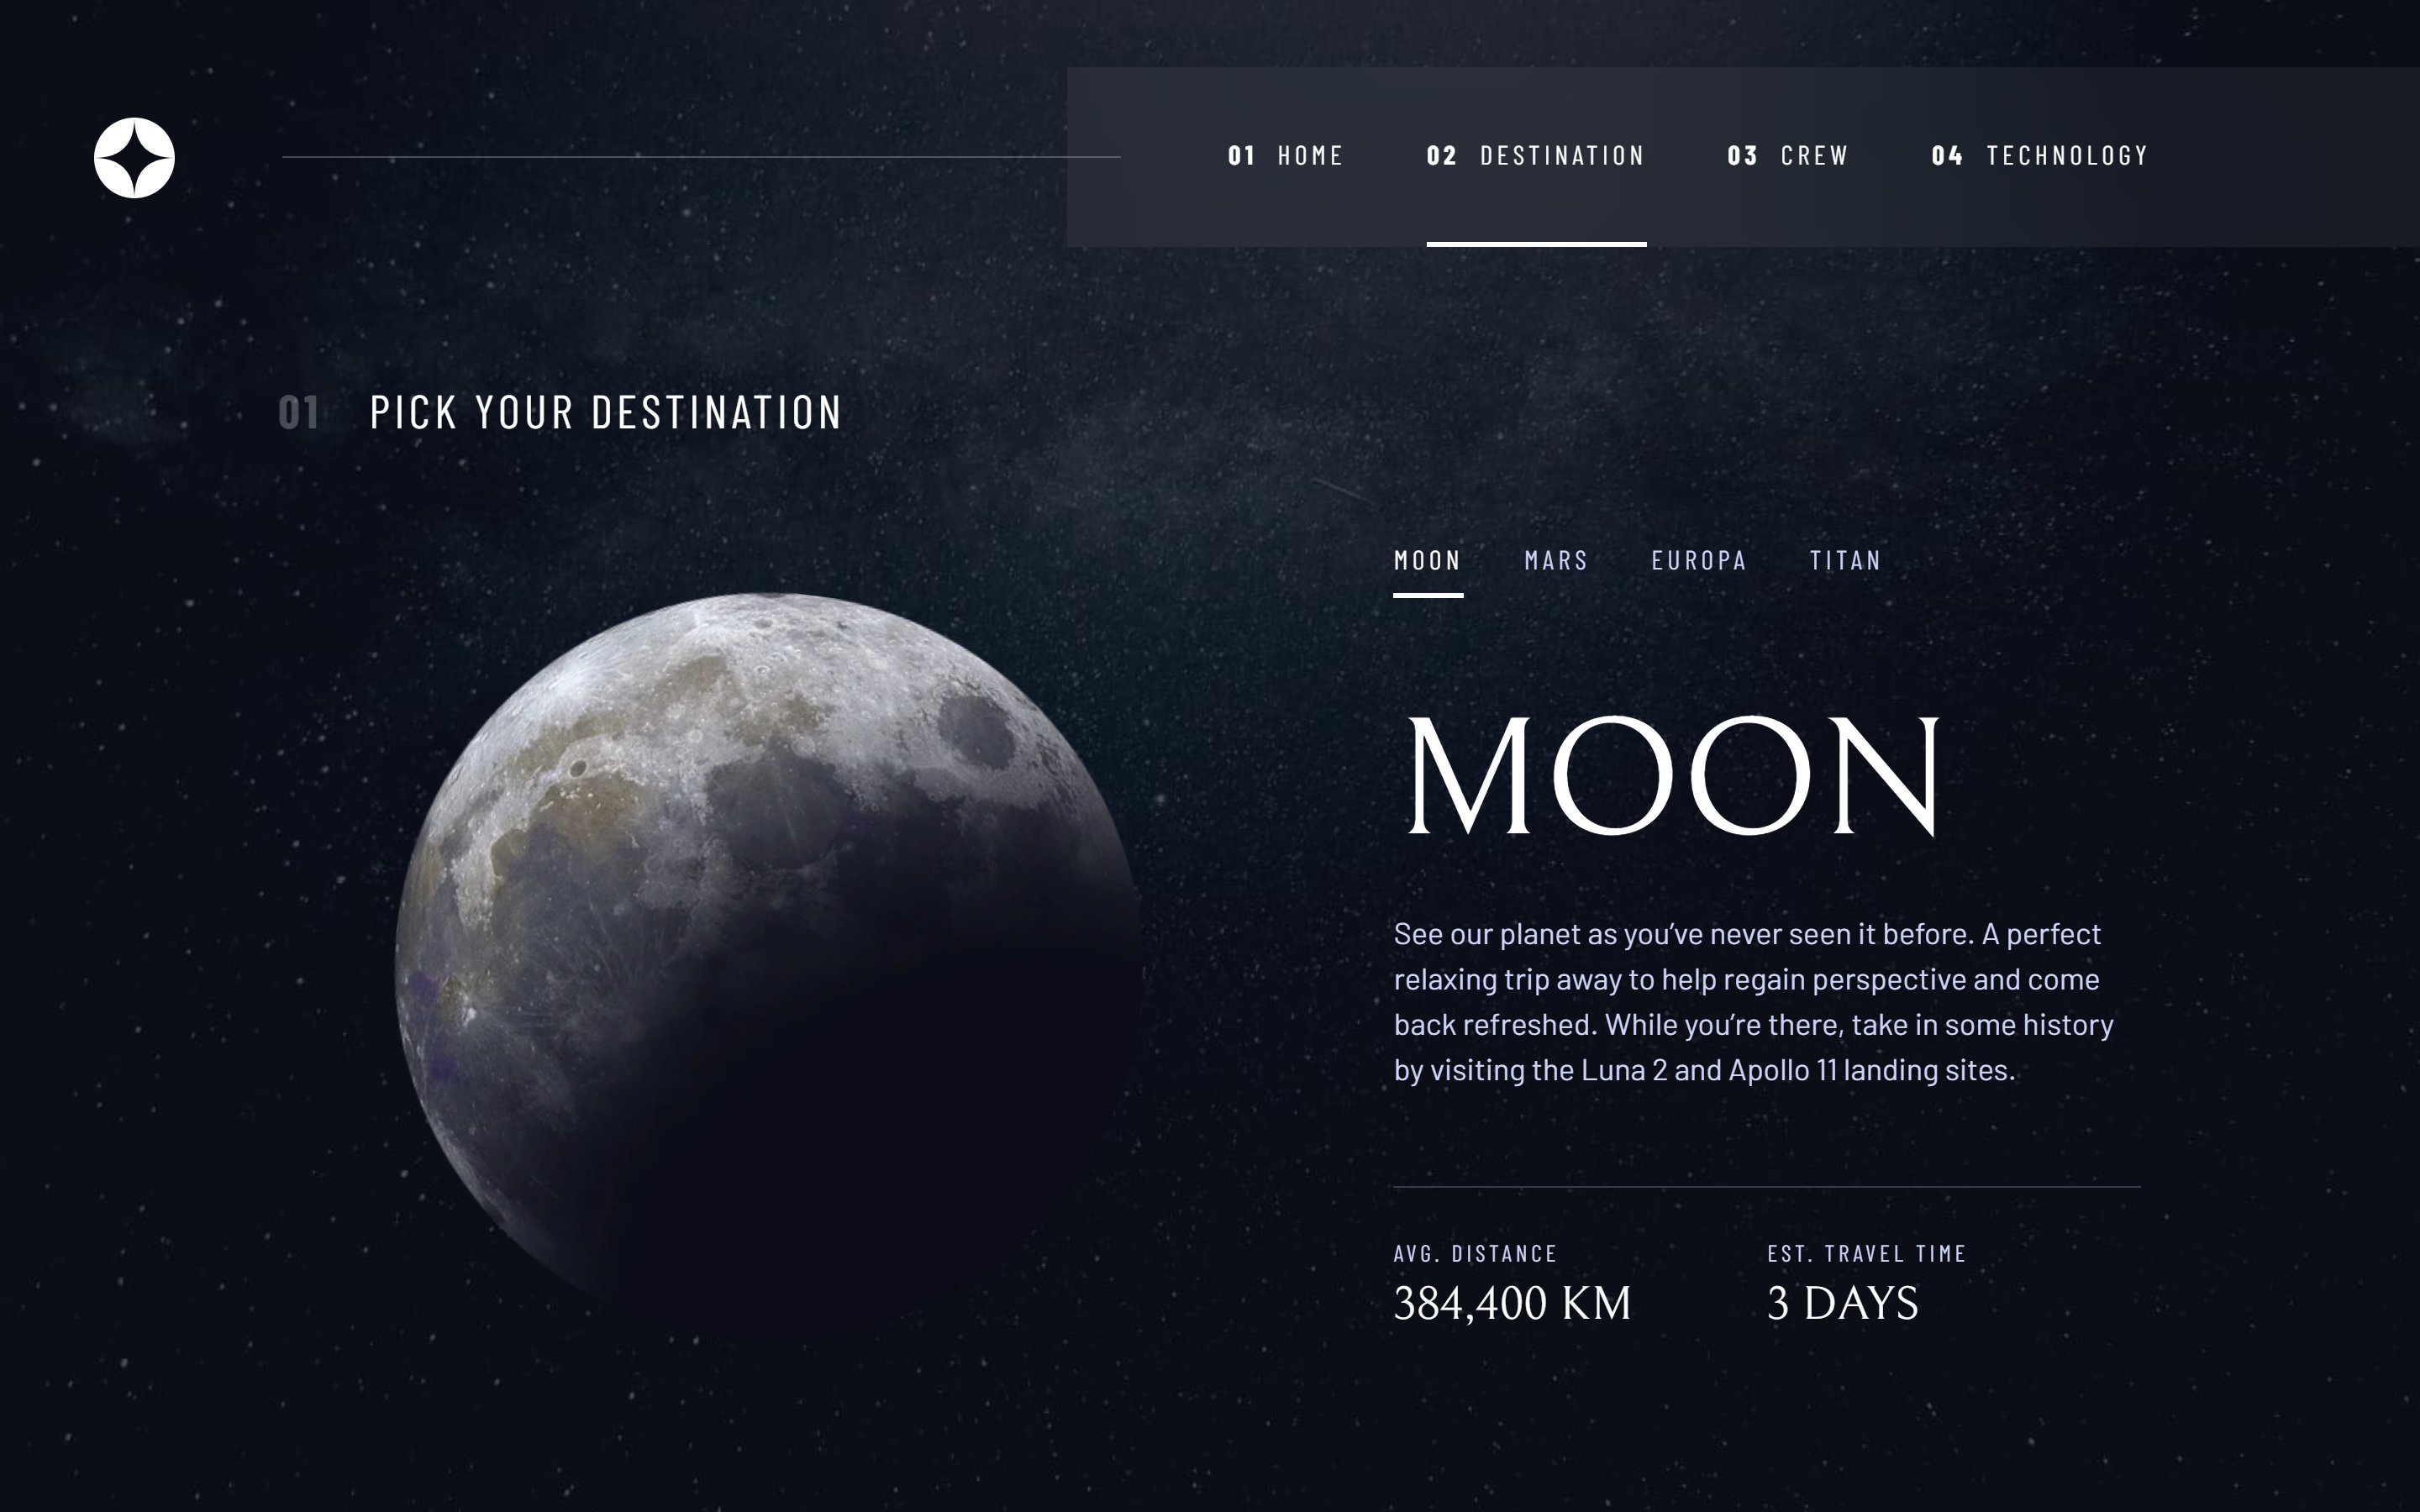 01 HOME 02 DESTINATION 03 CREW 04 TECHNOLOGY
01 PICK YOUR DESTINATION
MOON MARS EUROPA TITAN
MOON
See our planet as you’ve never seen it before. A perfect
relaxing trip away to help regain perspective and come
back refreshed. While you’re there, take in some history
by visiting the Luna 2 and Apollo 11 landing sites.
AVG. DISTANCE
384,400 KM
EST. TRAVEL TIME
3 DAYS